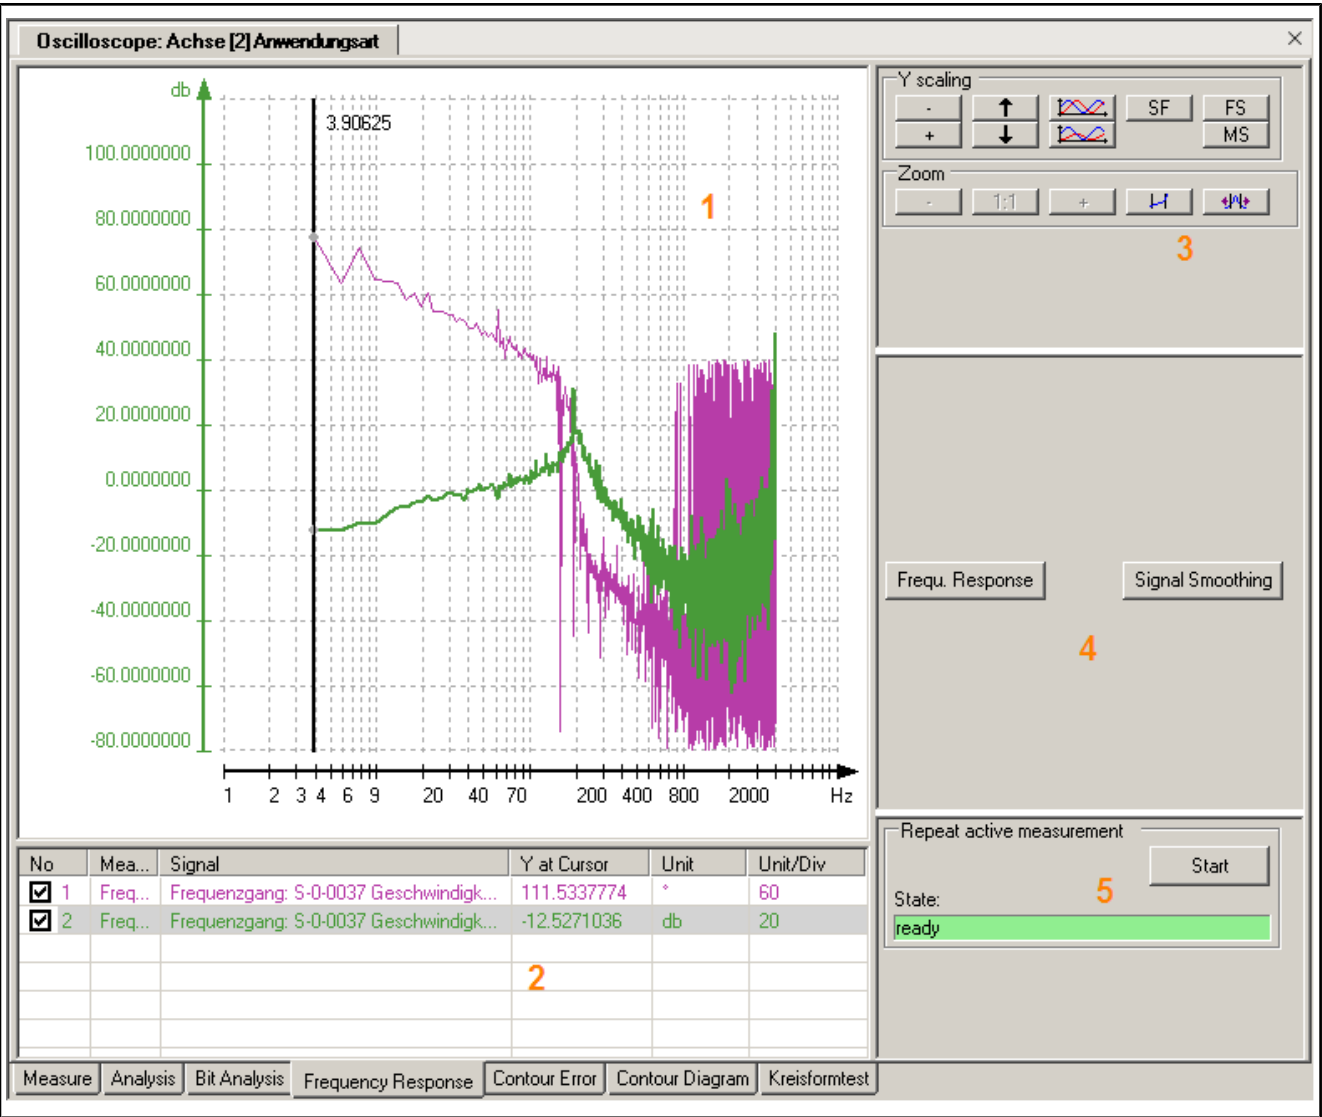 Oscilloscope: Achse [2] Anwendungsart
db
3.90625
100.0000000
80.0000000
60.0000000
40.0000000
20.0000000
0.0000000
-20.0000000
-40.0000000
-60.0000000
-80.0000000
1 2 3 4 6 9 20 40 70 200 400 800 2000 Hz
1
Y scaling
- SF FS
+ MS
Zoom
- 1:1 +
3
Frequ. Response Signal Smoothing
4
No Mea... Signal Y at Cursor Unit Unit/Div
1 Freq... Frequenzgang: S-0-0037 Geschwindigk... 111.5337774 ° 60
2 Freq... Frequenzgang: S-0-0037 Geschwindigk... -12.5271036 db 20
2
Repeat active measurement
Start
State:
5
ready
Measure Analysis Bit Analysis Frequency Response Contour Error Contour Diagram Kreisformtest